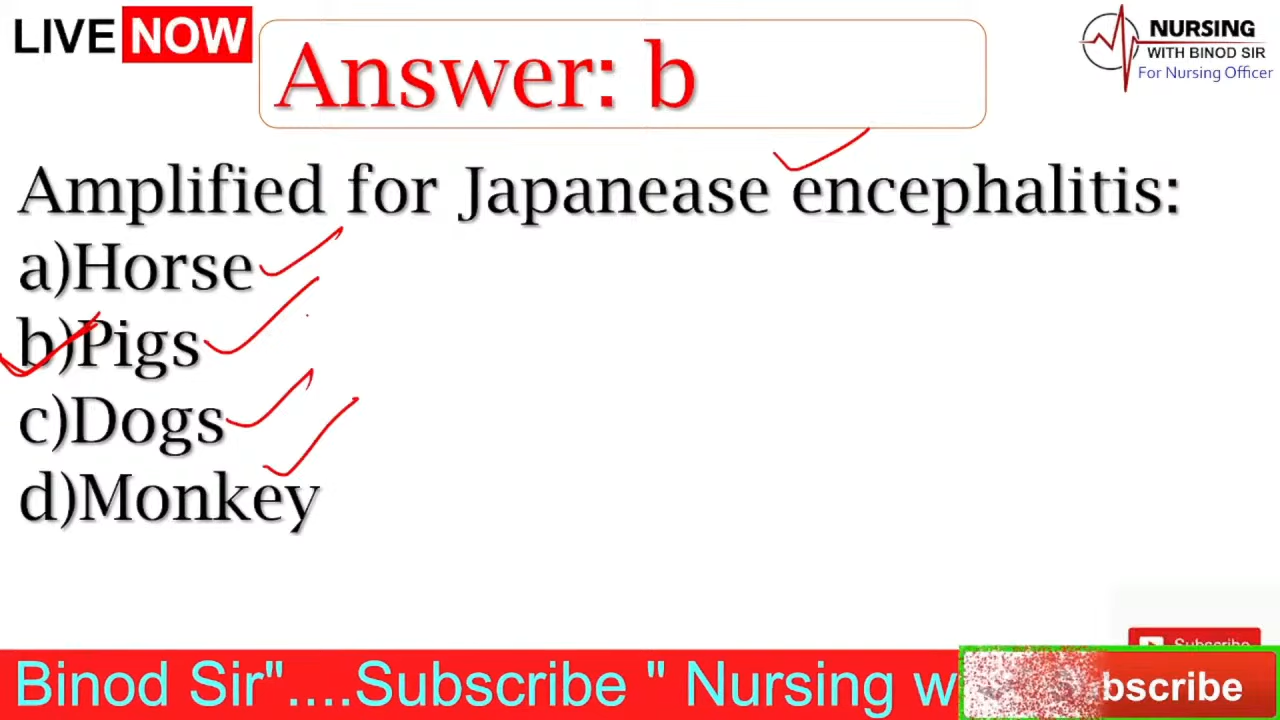 LIVE NOW
Answer: b
NURSING
WITH BINOD SIR
For Nursing Officer
Amplified for Japanease encephalitis:
a)Horse
b)Pigs
c)Dogs
d)Monkey
Subscribe
Binod Sir"....Subscribe " Nursing w
bscribe